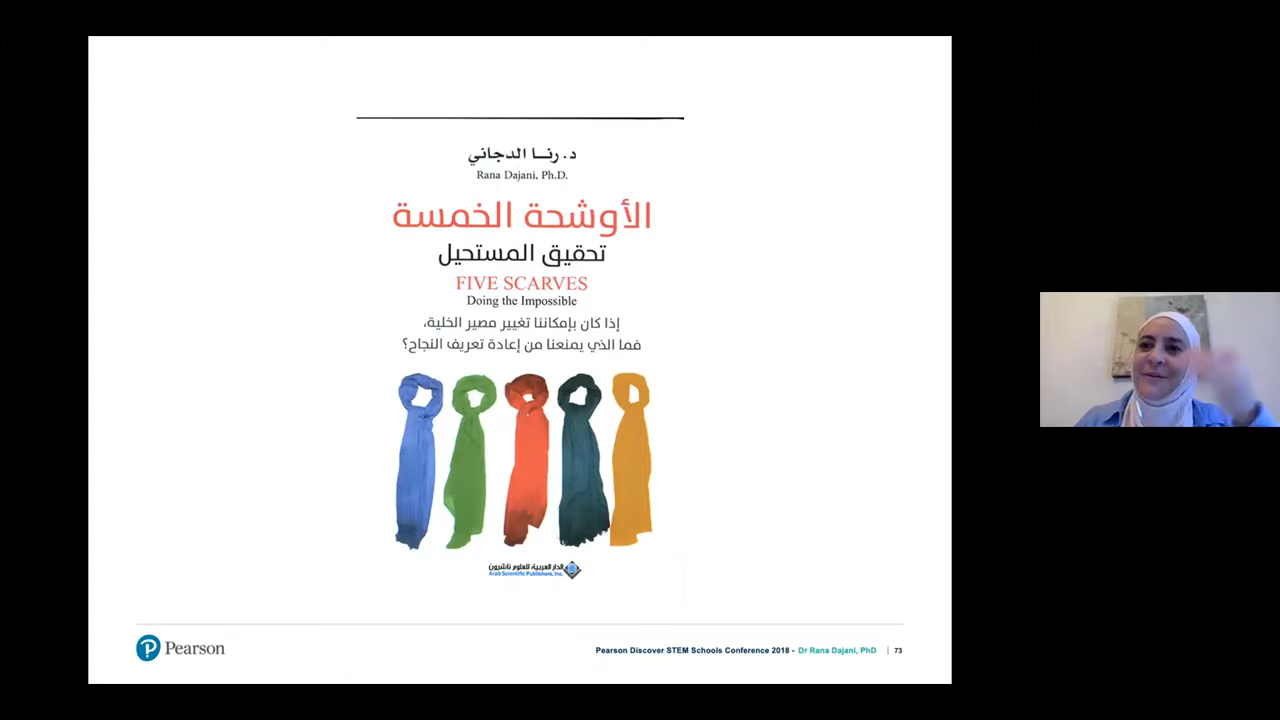 د. رنـــا الدجاني
Rana Dajani, Ph.D.
الأوشحة الخمسة
تحقيق المستحيل
FIVE SCARVES
Doing the Impossible
إذا كان بإمكاننا تغيير مصير الخلية،
فما الذي يمنعنا من إعادة تعريف النجاح؟
الدار العربية للعلوم ناشرون
Arab Scientific Publishers, Inc.
Pearson
Pearson Discover STEM Schools Conference 2018 - Dr Rana Dajani, PhD | 73